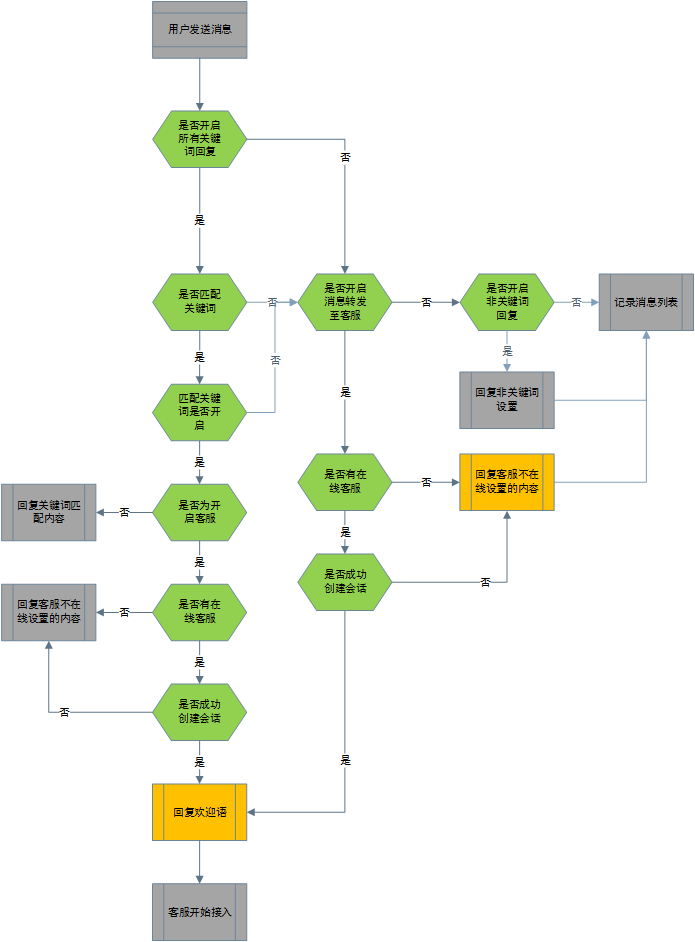 用户发送消息
是否开启
所有关键
词回复
否
是
是否匹配
关键词
否
是否开启
消息转发
至客服
否
是否开启
非关键词
回复
否
记录消息列表
是
否
是
匹配关键
词是否开
启
是
回复非关键词
设置
是
是否有在
线客服
否
回复客服不在
线设置的内容
回复关键词匹
配内容
否
是否为开
启客服
是
是
是否成功
创建会话
否
回复客服不在
线设置的内容
否
是否有在
线客服
是
否
是否成功
创建会话
是
是
回复欢迎语
客服开始接入